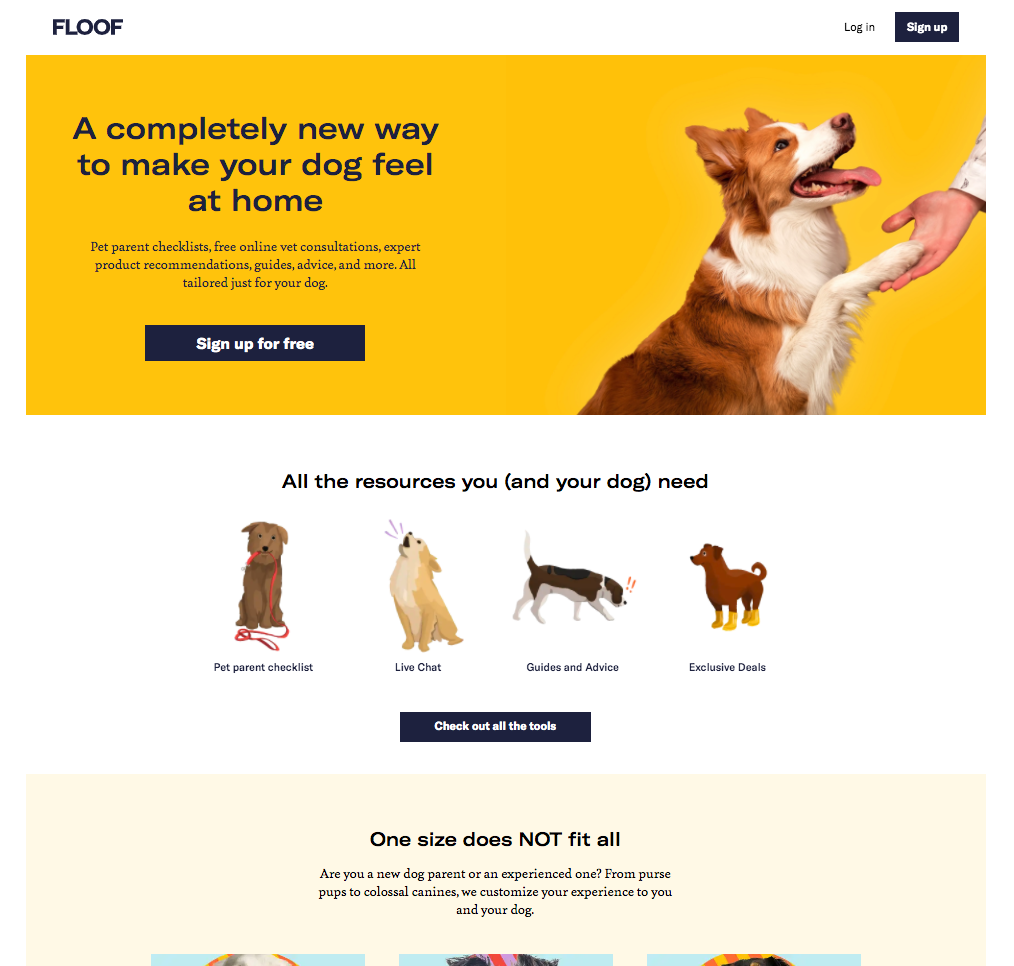 FLOOF
Log in
Sign up
A completely new way
to make your dog feel
at home
Pet parent checklists, free online vet consultations, expert
product recommendations, guides, advice, and more. All
tailored just for your dog.
Sign up for free
All the resources you (and your dog) need
Pet parent checklist
Live Chat
Guides and Advice
Exclusive Deals
Check out all the tools
One size does NOT fit all
Are you a new dog parent or an experienced one? From purse
pups to colossal canines, we customize your experience to you
and your dog.